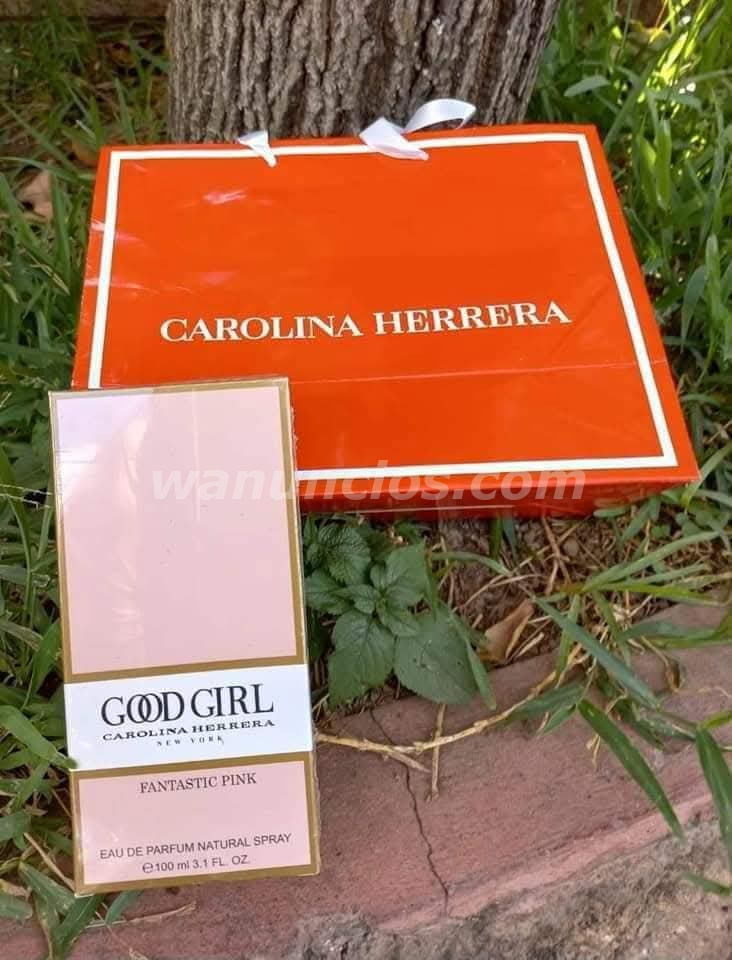 CAROLINA HERRERA
wanuncios.com
GOOD GIRL
CAROLINA HERRERA
NEW YORK
FANTASTIC PINK
EAU DE PARFUM NATURAL SPRAY
℮100 ml 3.1 FL. OZ.